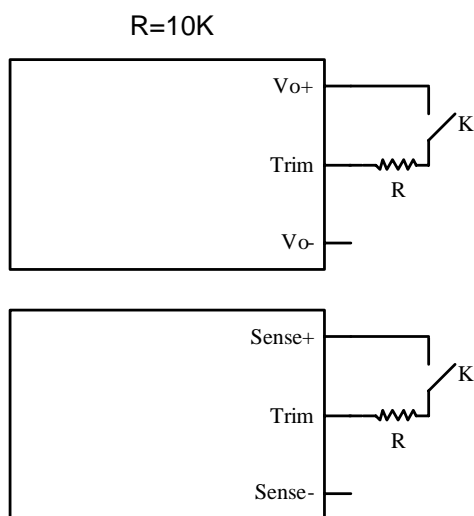 R=10K
Vo+
K
Trim
R
Vo-
Sense+
K
Trim
R
Sense-